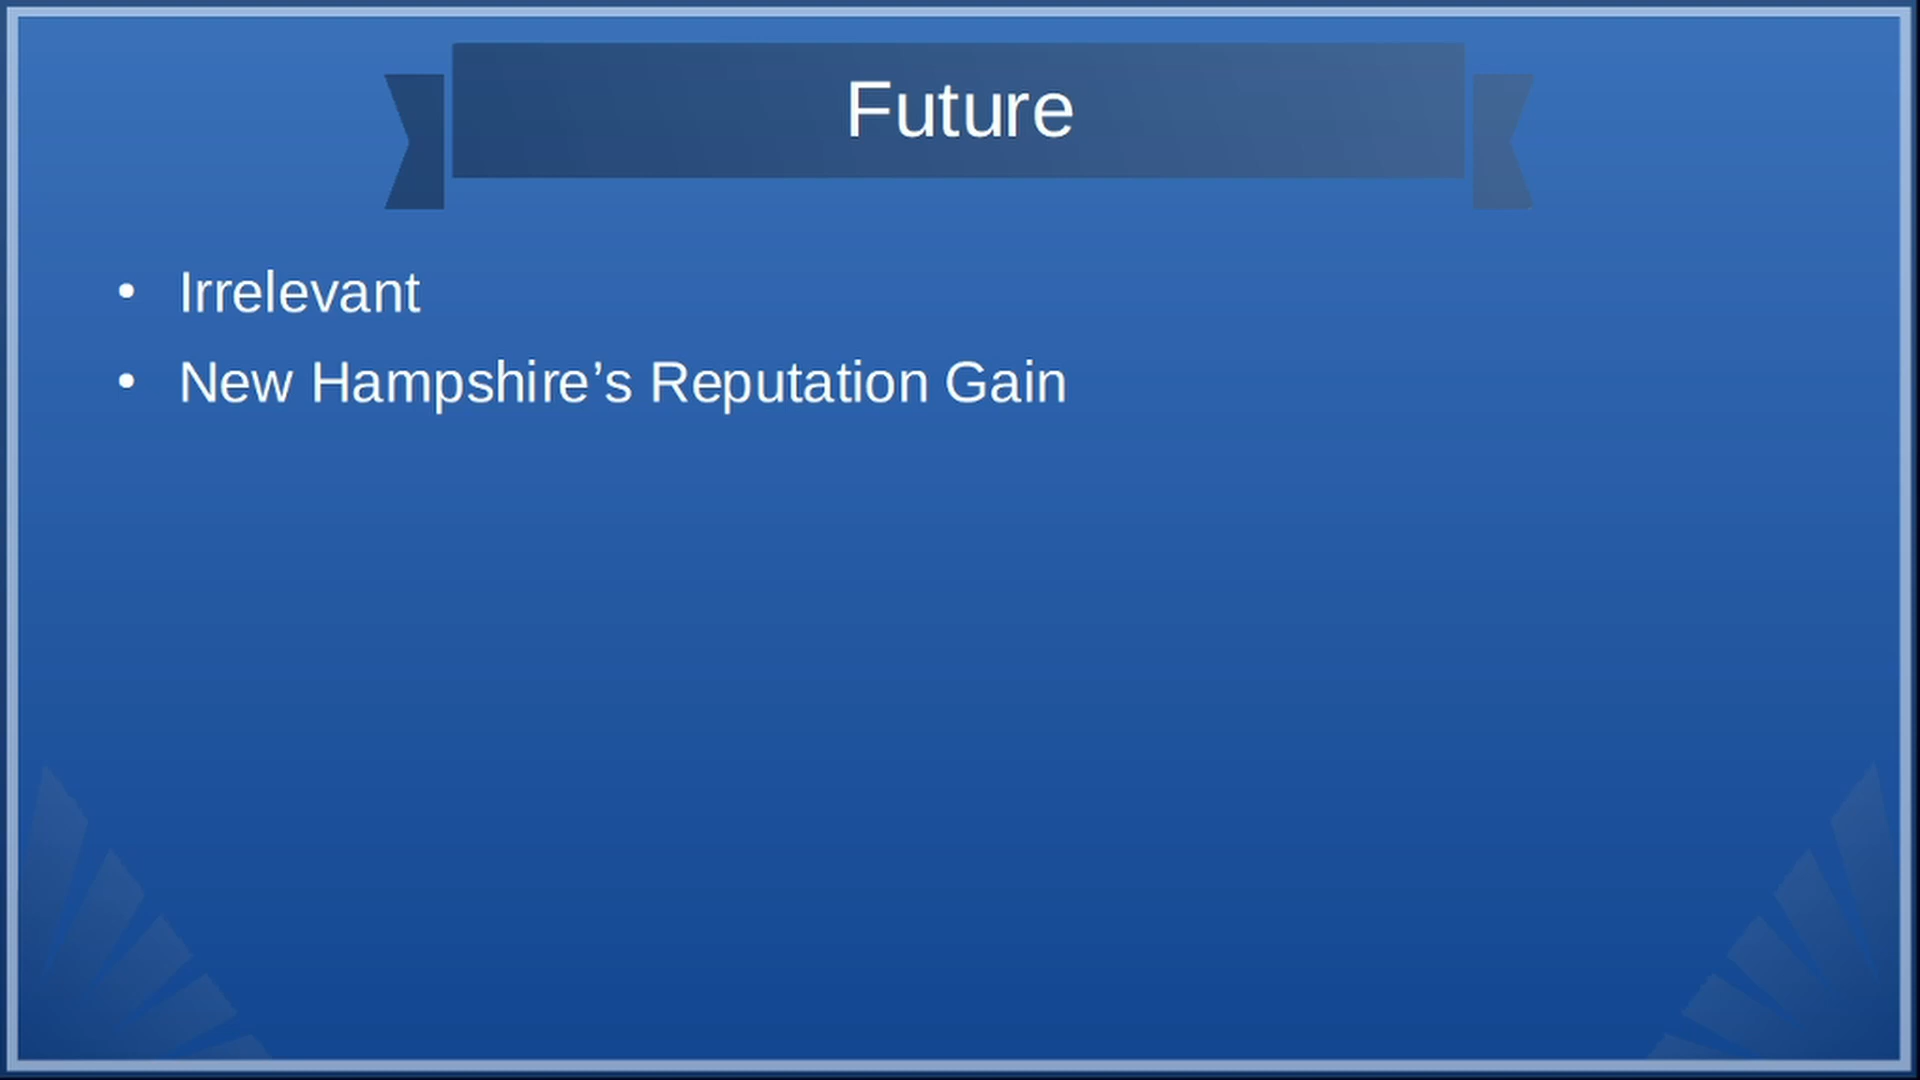 Future
• Irrelevant
• New Hampshire’s Reputation Gain